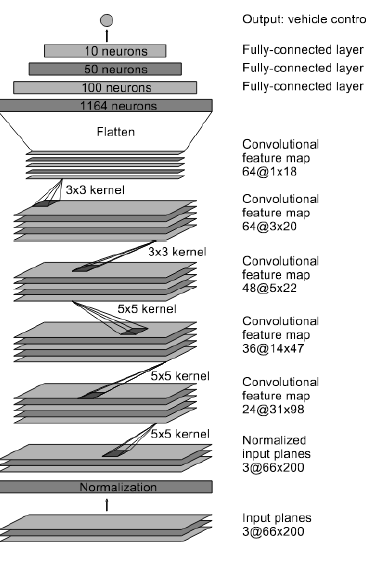 Output: vehicle contro
10 neurons
Fully-connected layer
50 neurons
Fully-connected layer
100 neurons
Fully-connected layer
1164 neurons
Flatten
Convolutional
feature map
64@1x18
3x3 kernel
Convolutional
feature map
64@3x20
3x3 kernel
Convolutional
feature map
48@5x22
5x5 kernel
Convolutional
feature map
36@14x47
5x5 kernel
Convolutional
feature map
24@31x98
5x5 kernel
Normalized
input planes
3@66x200
Normalization
Input planes
3@66x200